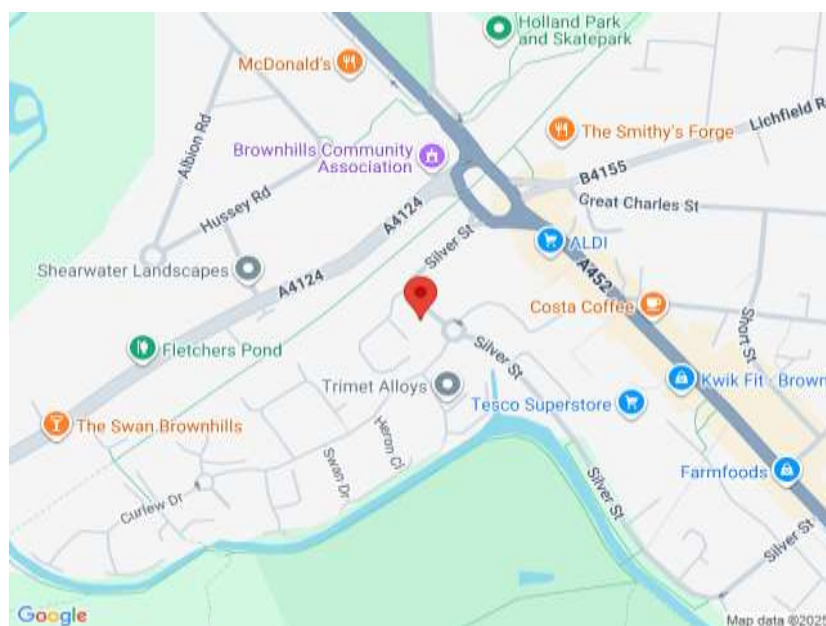 Holland Park
and Skatepark
McDonald's
The Smithy's Forge
Lichfield R
Albion Rd
Brownhills Community
Association
B4155
Hussey Rd
A4124
Great Charles St
Silver St
ALDI
Shearwater Landscapes
A4124
A452
Costa Coffee
Short St
Fletchers Pond
Silver St
Trimet Alloys
Kwik Fit - Brown
Tesco Superstore
The Swan Brownhills
Heron Cl
Swan Dr
Farmfoods
Silver St
Curlew Dr
Silver St
Google
Map data ©2025